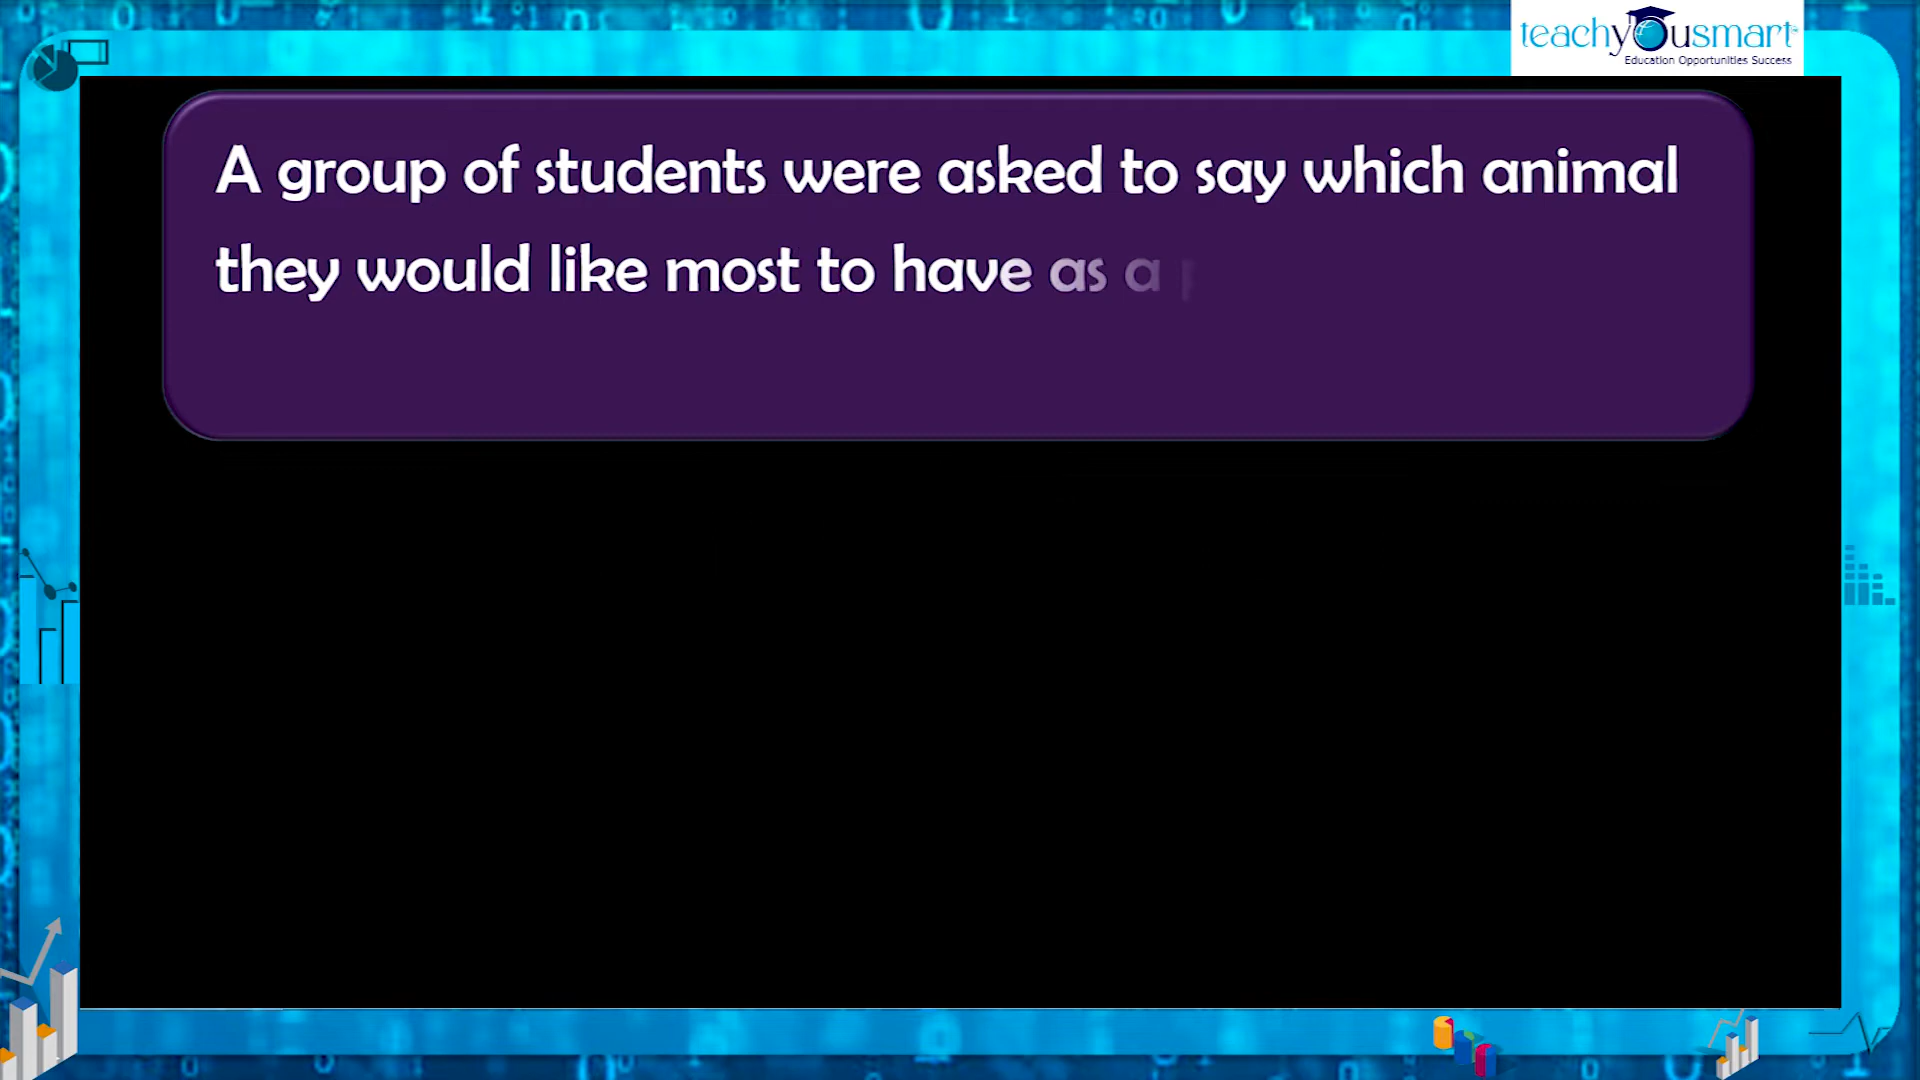 teachyousmart
Education Opportunities Success
A group of students were asked to say which animal
they would like most to have as a